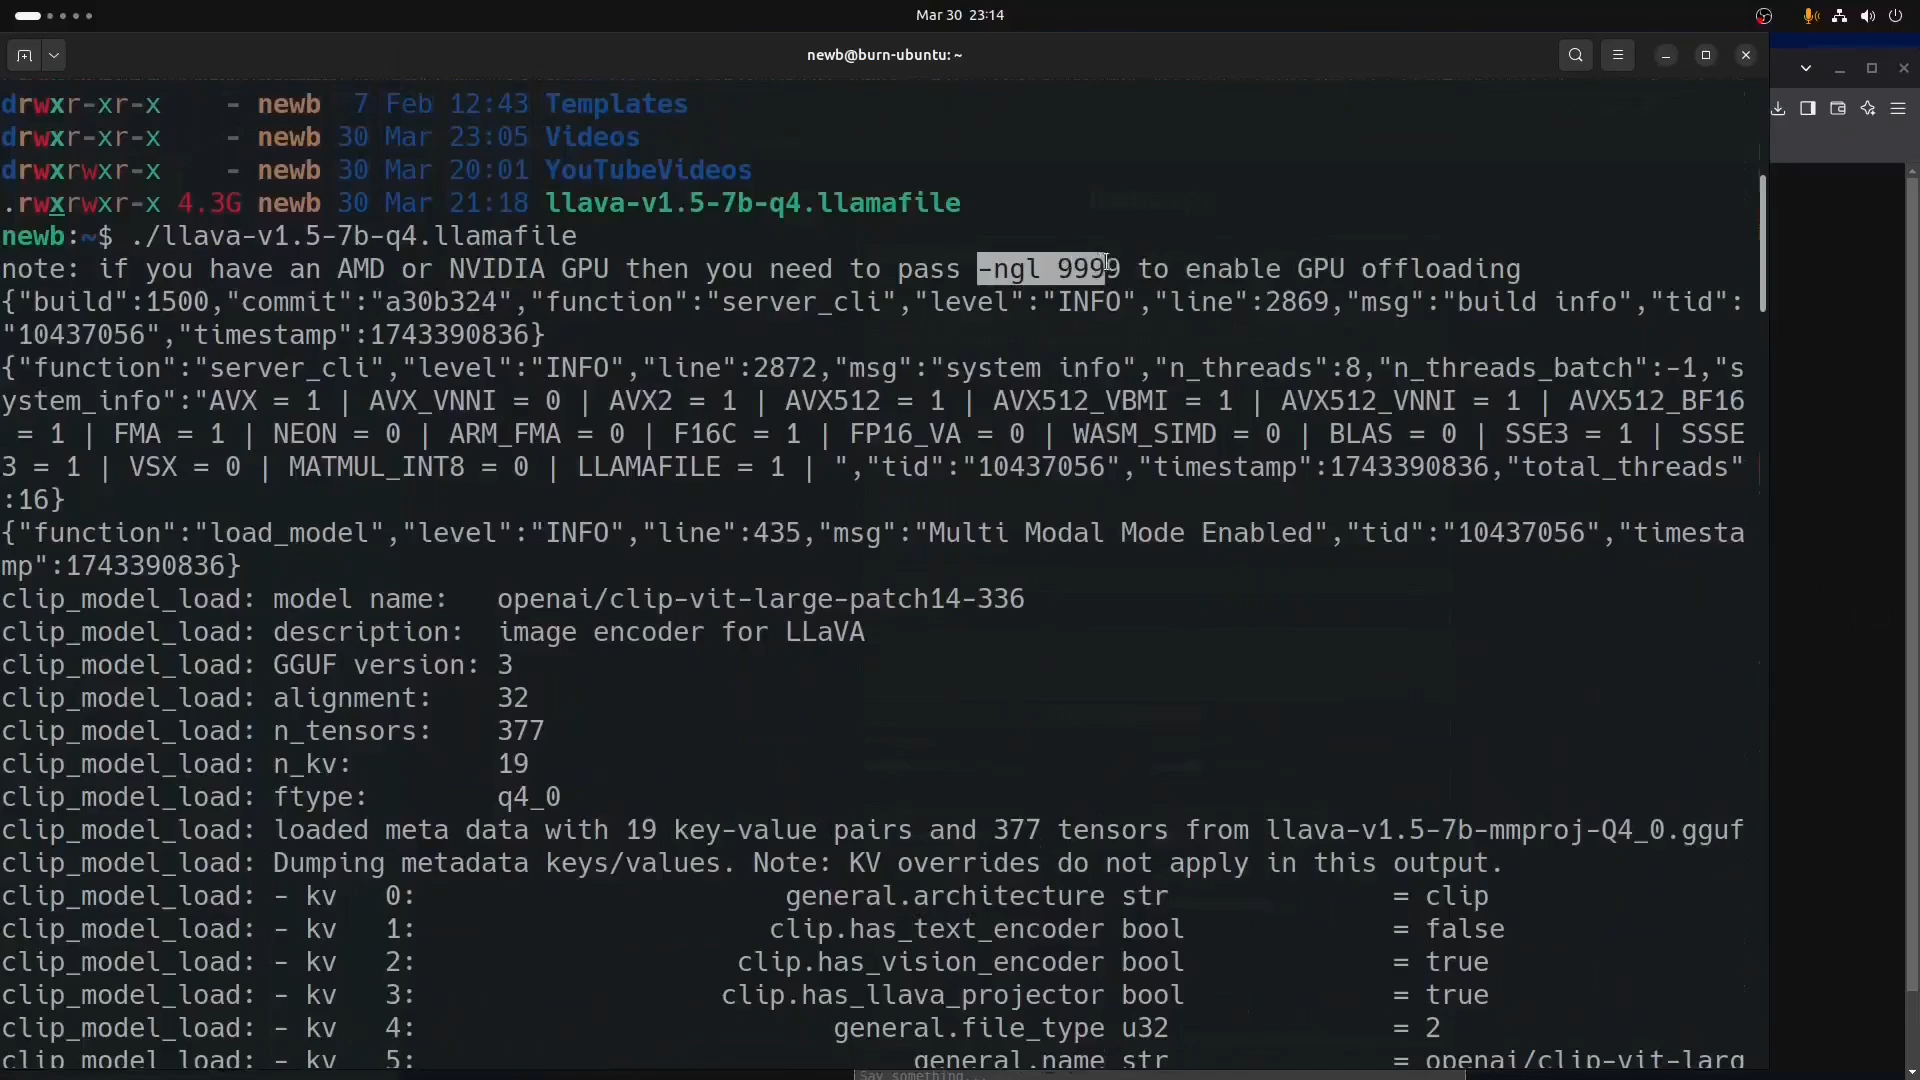 Mar 30 23:14
newb@burn-ubuntu: ~
drwxr-xr-x - newb 7 Feb 12:43 Templates
drwxr-xr-x - newb 30 Mar 23:05 Videos
drwxrwxr-x - newb 30 Mar 20:01 YouTubeVideos
.rwxrwxr-x 4.3G newb 30 Mar 21:18 llava-v1.5-7b-q4.llamafile
newb:~$ ./llava-v1.5-7b-q4.llamafile
note: if you have an AMD or NVIDIA GPU then you need to pass -ngl 9999 to enable GPU offloading
{"build":1500,"commit":"a30b324","function":"server_cli","level":"INFO","line":2869,"msg":"build info","tid":
"10437056","timestamp":1743390836}
{"function":"server_cli","level":"INFO","line":2872,"msg":"system info","n_threads":8,"n_threads_batch":-1,"s
ystem_info":"AVX = 1 | AVX_VNNI = 0 | AVX2 = 1 | AVX512 = 1 | AVX512_VBMI = 1 | AVX512_VNNI = 1 | AVX512_BF16
 = 1 | FMA = 1 | NEON = 0 | ARM_FMA = 0 | F16C = 1 | FP16_VA = 0 | WASM_SIMD = 0 | BLAS = 0 | SSE3 = 1 | SSSE
3 = 1 | VSX = 0 | MATMUL_INT8 = 0 | LLAMAFILE = 1 | ","tid":"10437056","timestamp":1743390836,"total_threads"
:16}
{"function":"load_model","level":"INFO","line":435,"msg":"Multi Modal Mode Enabled","tid":"10437056","timesta
mp":1743390836}
clip_model_load: model name:   openai/clip-vit-large-patch14-336
clip_model_load: description:  image encoder for LLaVA
clip_model_load: GGUF version: 3
clip_model_load: alignment:    32
clip_model_load: n_tensors:    377
clip_model_load: n_kv:         19
clip_model_load: ftype:        q4_0
clip_model_load: loaded meta data with 19 key-value pairs and 377 tensors from llava-v1.5-7b-mmproj-Q4_0.gguf
clip_model_load: Dumping metadata keys/values. Note: KV overrides do not apply in this output.
clip_model_load: - kv   0:                       general.architecture str              = clip
clip_model_load: - kv   1:                      clip.has_text_encoder bool             = false
clip_model_load: - kv   2:                    clip.has_vision_encoder bool             = true
clip_model_load: - kv   3:                   clip.has_llava_projector bool             = true
clip_model_load: - kv   4:                          general.file_type u32              = 2
clip_model_load: - kv   5:                               general.name str              = openai/clip-vit-larg
Say something...